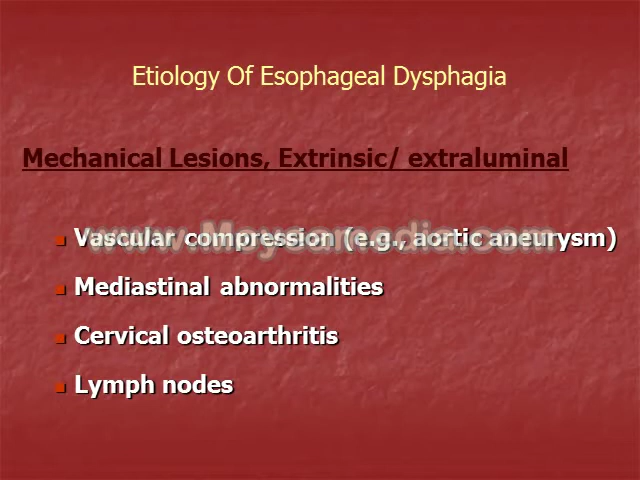 Etiology Of Esophageal Dysphagia
Mechanical Lesions, Extrinsic/ extraluminal
Vascular compression (e.g., aortic aneurysm)
Mediastinal abnormalities
Cervical osteoarthritis
Lymph nodes